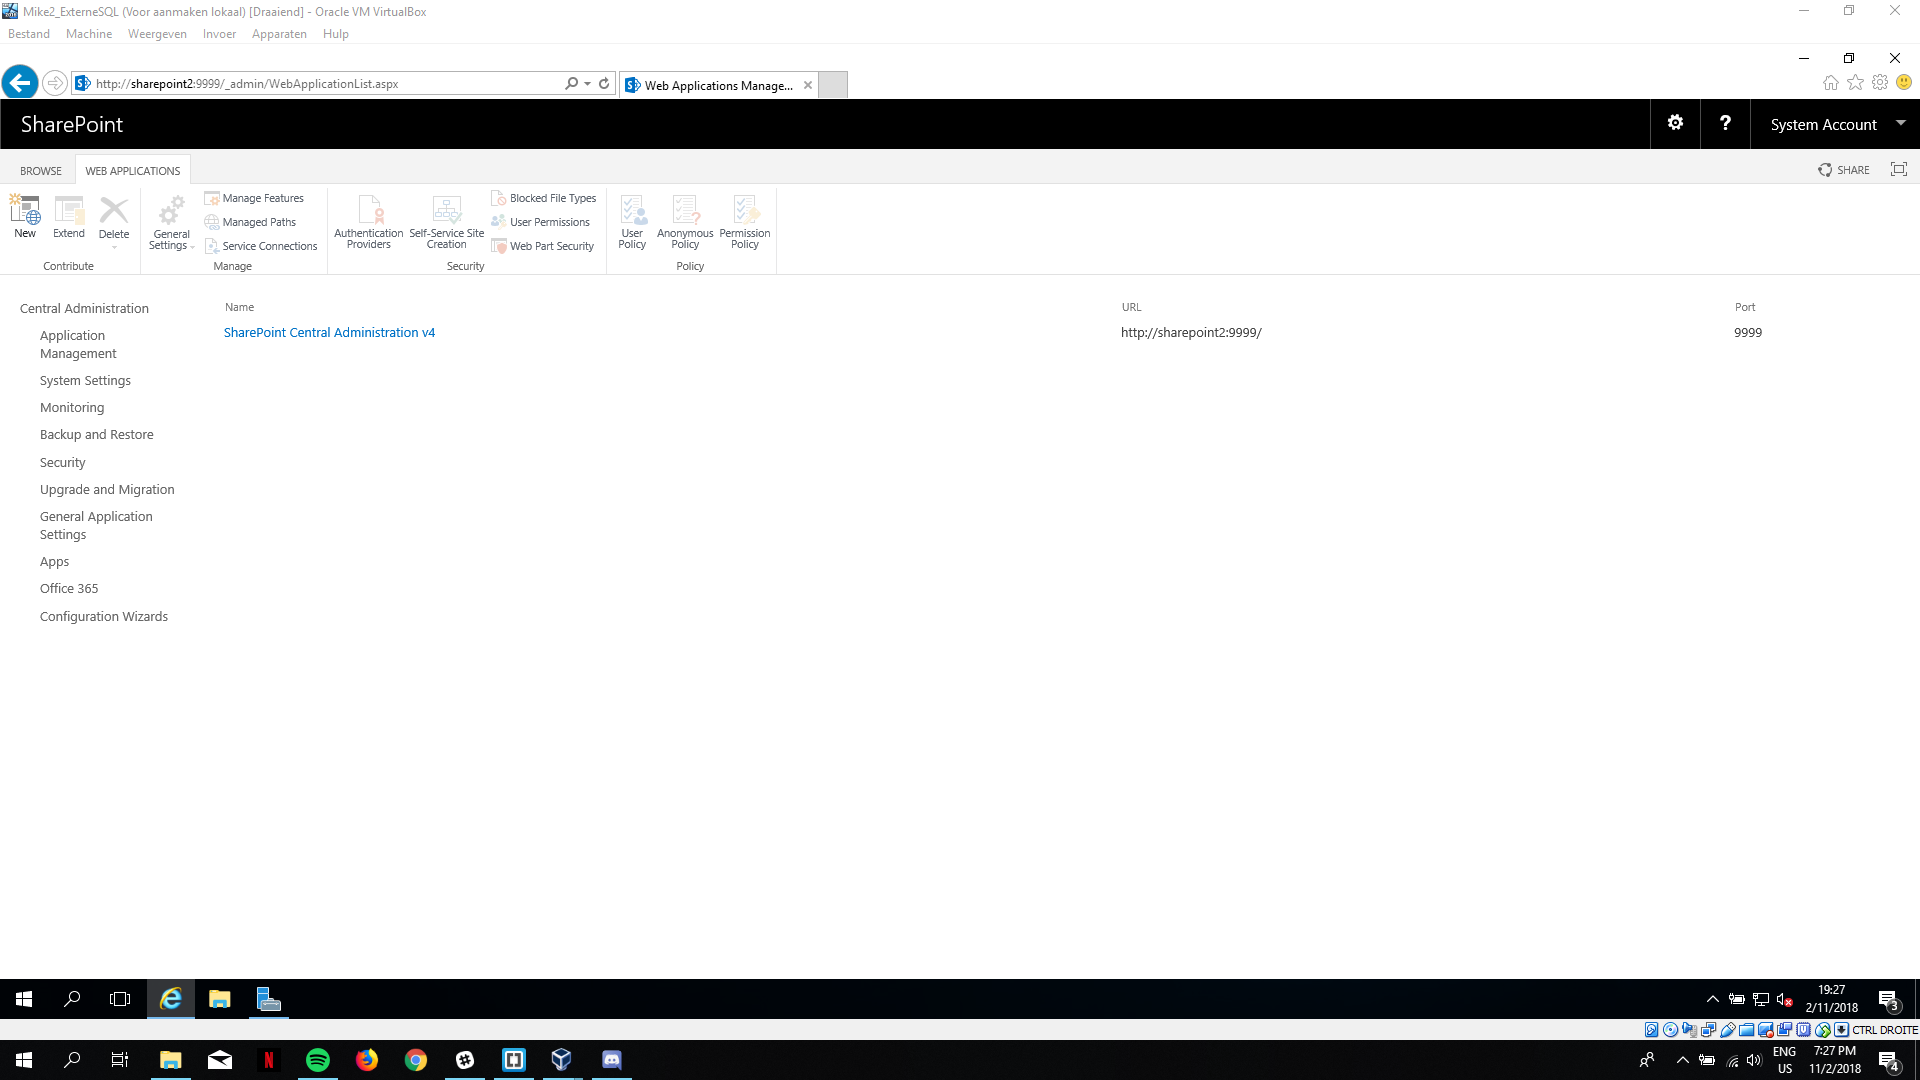 Mike2_ExterneSQL (Voor aanmaken lokaal) [Draaiend] - Oracle VM VirtualBox
Bestand Machine Weergeven Invoer Apparaten Hulp
http://sharepoint2:9999/_admin/WebApplicationList.aspx
Web Applications Manage...
SharePoint
? System Account
BROWSE WEB APPLICATIONS
SHARE
New
Extend
Delete
Contribute
General
Settings
Manage Features
Managed Paths
Service Connections
Manage
Authentication
Providers
Self-Service Site
Creation
Blocked File Types
User Permissions
Web Part Security
Security
User
Policy
Anonymous
Policy
Permission
Policy
Policy
Central Administration
Application
Management
System Settings
Monitoring
Backup and Restore
Security
Upgrade and Migration
General Application
Settings
Apps
Office 365
Configuration Wizards
Name URL Port
SharePoint Central Administration v4 http://sharepoint2:9999/ 9999
19:27
2/11/2018
3
CTRL DROITE
ENG
US
7:27 PM
11/2/2018
4